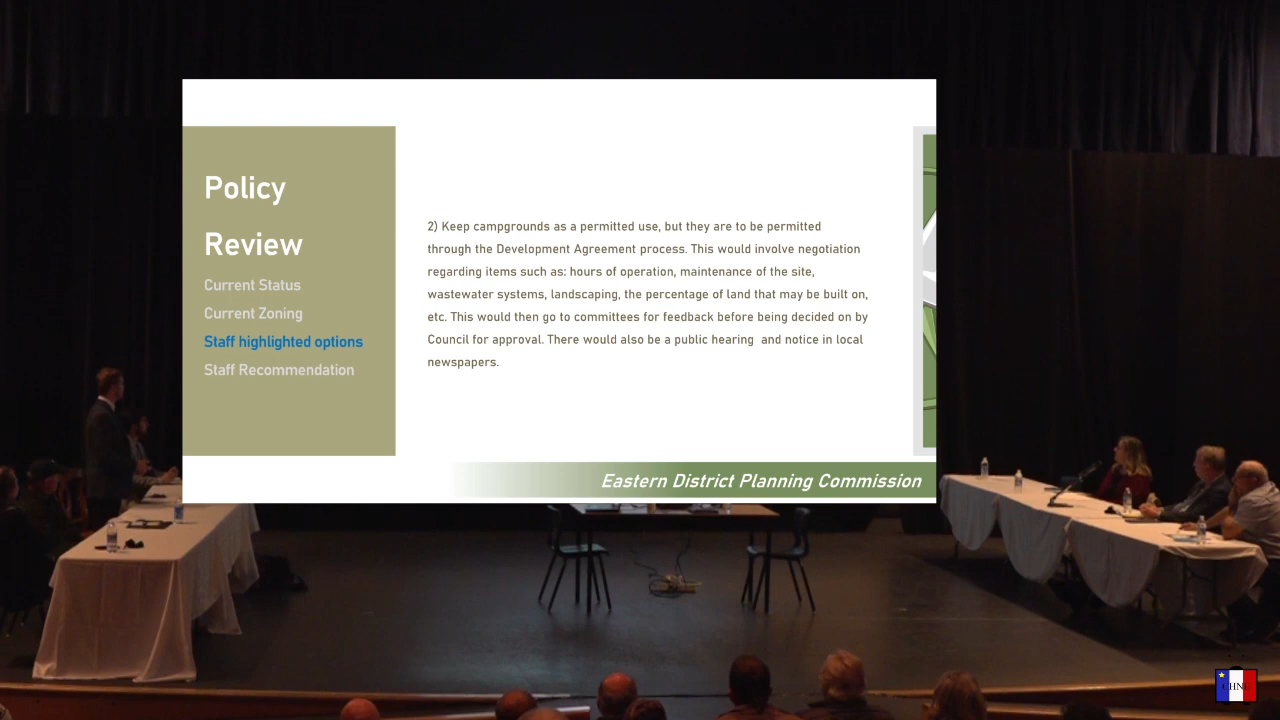 Policy
Review
Current Status
Current Zoning
Staff highlighted options
Staff Recommendation
2) Keep campgrounds as a permitted use, but they are to be permitted
through the Development Agreement process. This would involve negotiation
regarding items such as: hours of operation, maintenance of the site,
wastewater systems, landscaping, the percentage of land that may be built on,
etc. This would then go to committees for feedback before being decided on by
Council for approval. There would also be a public hearing and notice in local
newspapers.
Eastern District Planning Commission